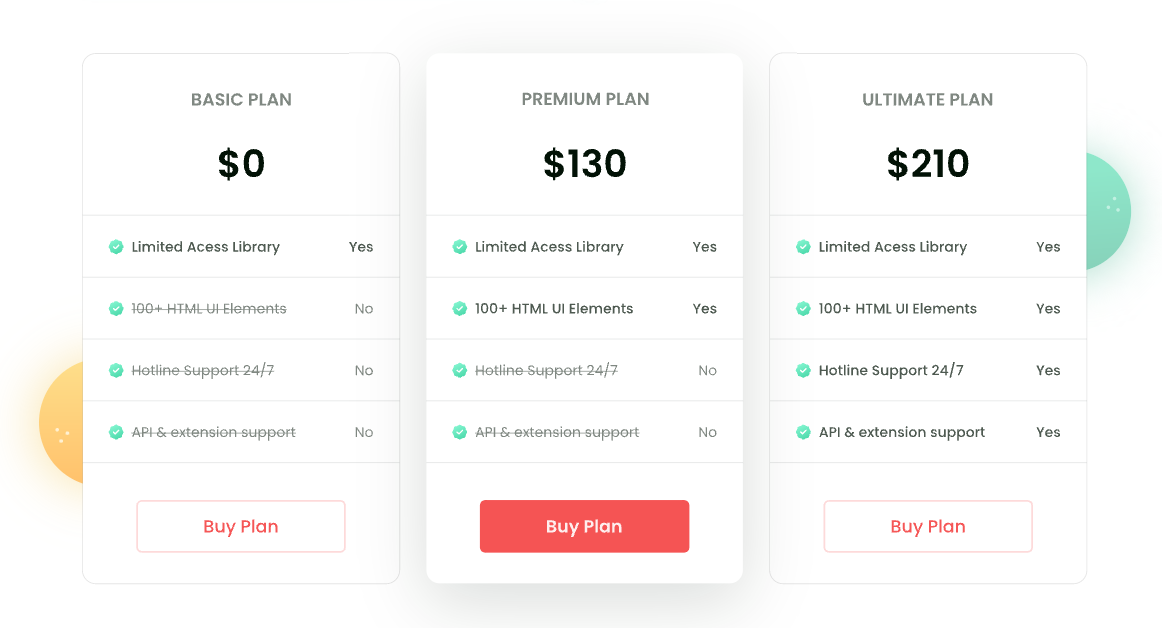 BASIC PLAN
$0
Limited Acess Library Yes
100+ HTML UI Elements No
Hotline Support 24/7 No
API & extension support No
Buy Plan
PREMIUM PLAN
$130
Limited Acess Library Yes
100+ HTML UI Elements Yes
Hotline Support 24/7 No
API & extension support No
Buy Plan
ULTIMATE PLAN
$210
Limited Acess Library Yes
100+ HTML UI Elements Yes
Hotline Support 24/7 Yes
API & extension support Yes
Buy Plan